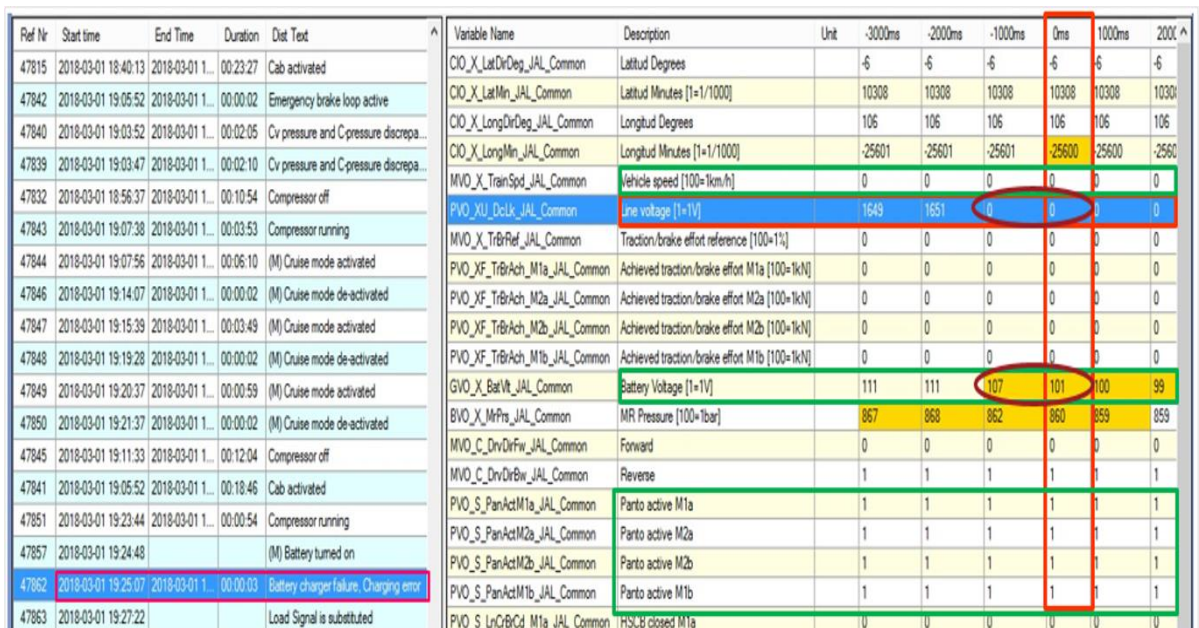 Ref Nr Start time End Time Duration Dist Text
47815 2018-03-01 18:40:13 2018-03-01 1... 00:23:27 Cab activated
47842 2018-03-01 19:05:52 2018-03-01 1... 00:00:02 Emergency brake loop active
47840 2018-03-01 19:03:52 2018-03-01 1... 00:02:05 Cv pressure and C-pressure discrepa...
47839 2018-03-01 19:03:47 2018-03-01 1... 00:02:10 Cv pressure and C-pressure discrepa...
47832 2018-03-01 18:56:37 2018-03-01 1... 00:10:54 Compressor off
47843 2018-03-01 19:07:38 2018-03-01 1... 00:03:53 Compressor running
47844 2018-03-01 19:07:56 2018-03-01 1... 00:06:10 (M) Cruise mode activated
47846 2018-03-01 19:14:07 2018-03-01 1... 00:00:02 (M) Cruise mode de-activated
47847 2018-03-01 19:15:39 2018-03-01 1... 00:03:49 (M) Cruise mode activated
47848 2018-03-01 19:19:28 2018-03-01 1... 00:00:02 (M) Cruise mode de-activated
47849 2018-03-01 19:20:37 2018-03-01 1... 00:00:59 (M) Cruise mode activated
47850 2018-03-01 19:21:37 2018-03-01 1... 00:00:02 (M) Cruise mode de-activated
47845 2018-03-01 19:11:33 2018-03-01 1... 00:12:04 Compressor off
47841 2018-03-01 19:05:52 2018-03-01 1... 00:18:46 Cab activated
47851 2018-03-01 19:23:44 2018-03-01 1... 00:00:54 Compressor running
47857 2018-03-01 19:24:48 (M) Battery turned on
47862 2018-03-01 19:25:07 2018-03-01 1... 00:00:03 Battery charger failure, Charging error
47863 2018-03-01 19:27:22 Load Signal is substituted
Variable Name Description Unit -3000ms -2000ms -1000ms 0ms 1000ms 200
CIO_X_LatDirDeg_JAL_Common Latitud Degrees -6 -6 -6 -6 -6 -6
CIO_X_LatMin_JAL_Common Latitud Minutes [1=1/1000] 10308 10308 10308 10308 10308 1030
CIO_X_LongDirDeg_JAL_Common Longitud Degrees 106 106 106 106 106 106
CIO_X_LongMin_JAL_Common Longitud Minutes [1=1/1000] -25601 -25601 -25601 -25600 -25600 -2560
MVO_X_TrainSpd_JAL_Common Vehicle speed [100=1km/h] 0 0 0 0 0 0
PVO_XU_DcLk_JAL_Common Line voltage [1=1V] 1649 1651 0 0 0 0
MVO_X_TrBrRef_JAL_Common Traction/brake effort reference [100=1%] 0 0 0 0 0 0
PVO_XF_TrBrAch_M1a_JAL_Common Achieved traction/brake effort M1a [100=1kN] 0 0 0 0 0 0
PVO_XF_TrBrAch_M2a_JAL_Common Achieved traction/brake effort M2a [100=1kN] 0 0 0 0 0 0
PVO_XF_TrBrAch_M2b_JAL_Common Achieved traction/brake effort M2b [100=1kN] 0 0 0 0 0 0
PVO_XF_TrBrAch_M1b_JAL_Common Achieved traction/brake effort M1b [100=1kN] 0 0 0 0 0 0
GVO_X_BatVlt_JAL_Common Battery Voltage [1=1V] 111 111 107 101 100 99
BVO_X_MrPrs_JAL_Common MR Pressure [100=1bar] 867 868 862 860 859 859
MVO_C_DrvDirFw_JAL_Common Forward 0 0 0 0 0 0
MVO_C_DrvDirBw_JAL_Common Reverse 1 1 1 1 1 1
PVO_S_PanActM1a_JAL_Common Panto active M1a 1 1 1 1 1 1
PVO_S_PanActM2a_JAL_Common Panto active M2a 1 1 1 1 1 1
PVO_S_PanActM2b_JAL_Common Panto active M2b 1 1 1 1 1 1
PVO_S_PanActM1b_JAL_Common Panto active M1b 1 1 1 1 1 1
PVO_S_LnCrBrCd_M1a_JAL_Common HSCB closed M1a 0 0 0 0 0 0